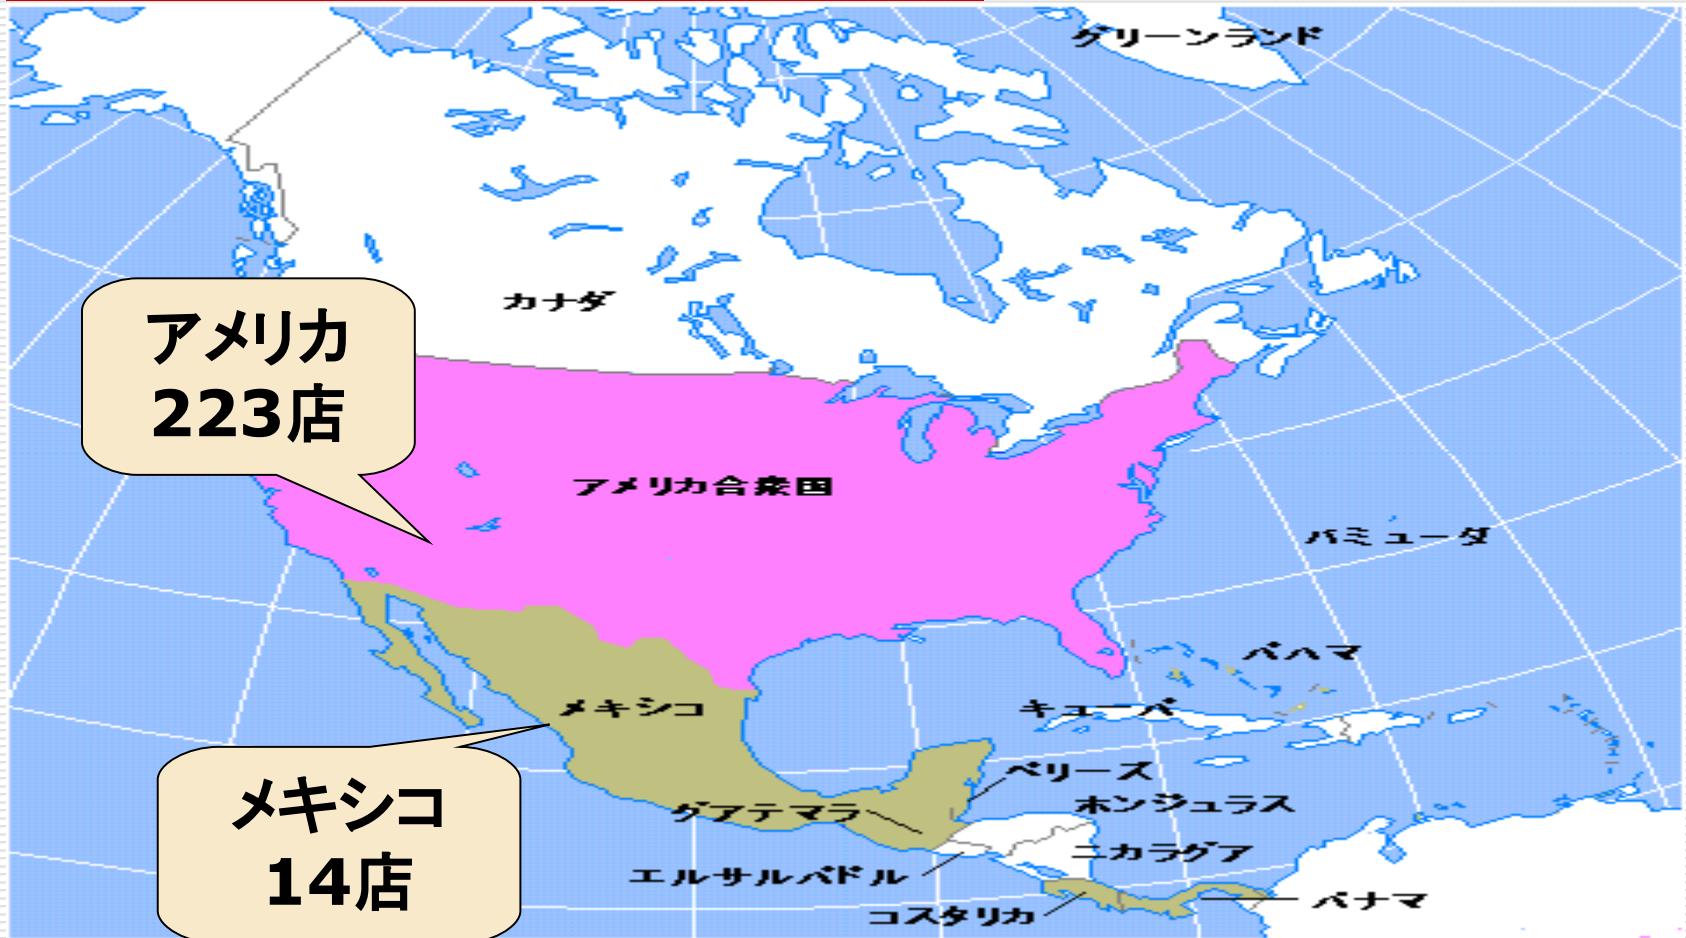 グリーンランド
カナダ
アメリカ
223店
アメリカ合衆国
バミューダ
バハマ
メキシコ
キューバ
メキシコ
14店
ベリーズ
ホンジュラス
グアテマラ
ニカラグア
エルサルバドル
コスタリカ
パナマ